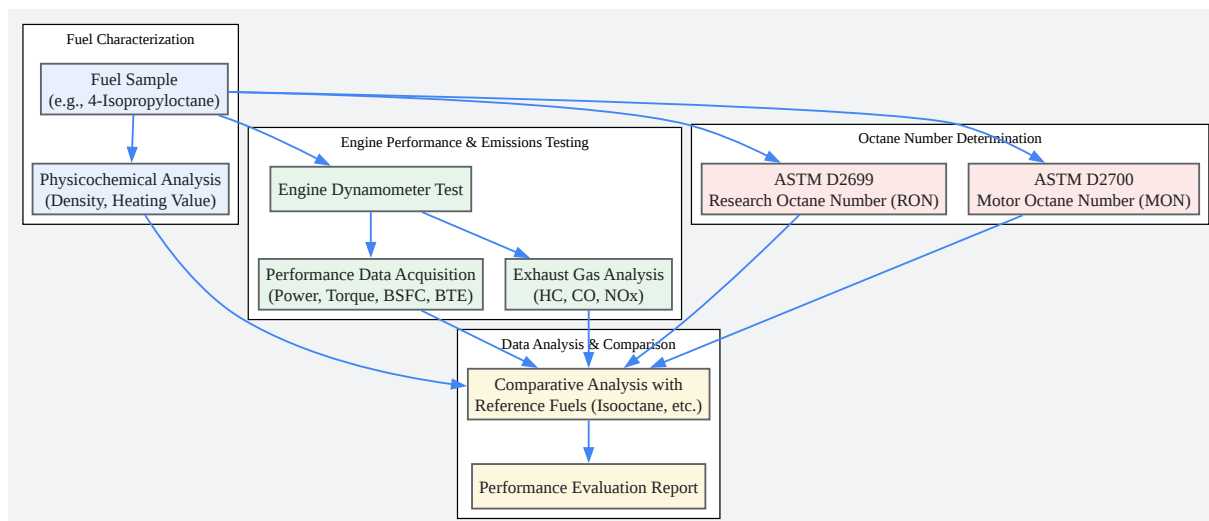 Fuel Characterization
Fuel Sample
(e.g., 4-Isopropyloctane)
Physicochemical Analysis
(Density, Heating Value)
Engine Performance & Emissions Testing
Engine Dynamometer Test
Performance Data Acquisition
(Power, Torque, BSFC, BTE)
Exhaust Gas Analysis
(HC, CO, NOx)
Octane Number Determination
ASTM D2699
Research Octane Number (RON)
ASTM D2700
Motor Octane Number (MON)
Data Analysis & Comparison
Comparative Analysis with
Reference Fuels (Isooctane, etc.)
Performance Evaluation Report